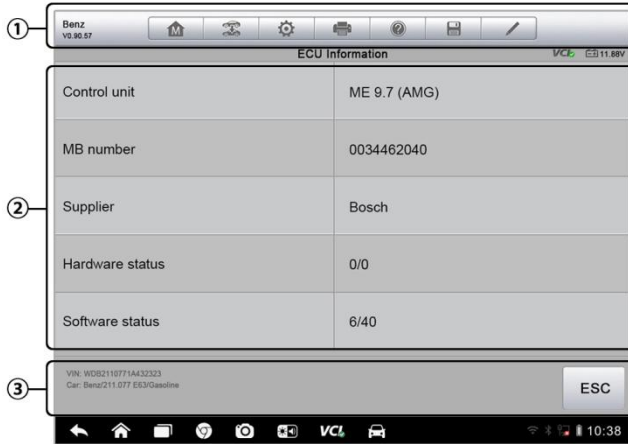 ①
Benz
V0.90.57
M
ECU Information
VCI 11.88V
②
Control unit ME 9.7 (AMG)
MB number 0034462040
Supplier Bosch
Hardware status 0/0
Software status 6/40
③
VIN: WDB2110771A432323
Car: Benz/211.077 E63/Gasoline
ESC
VCI 10:38